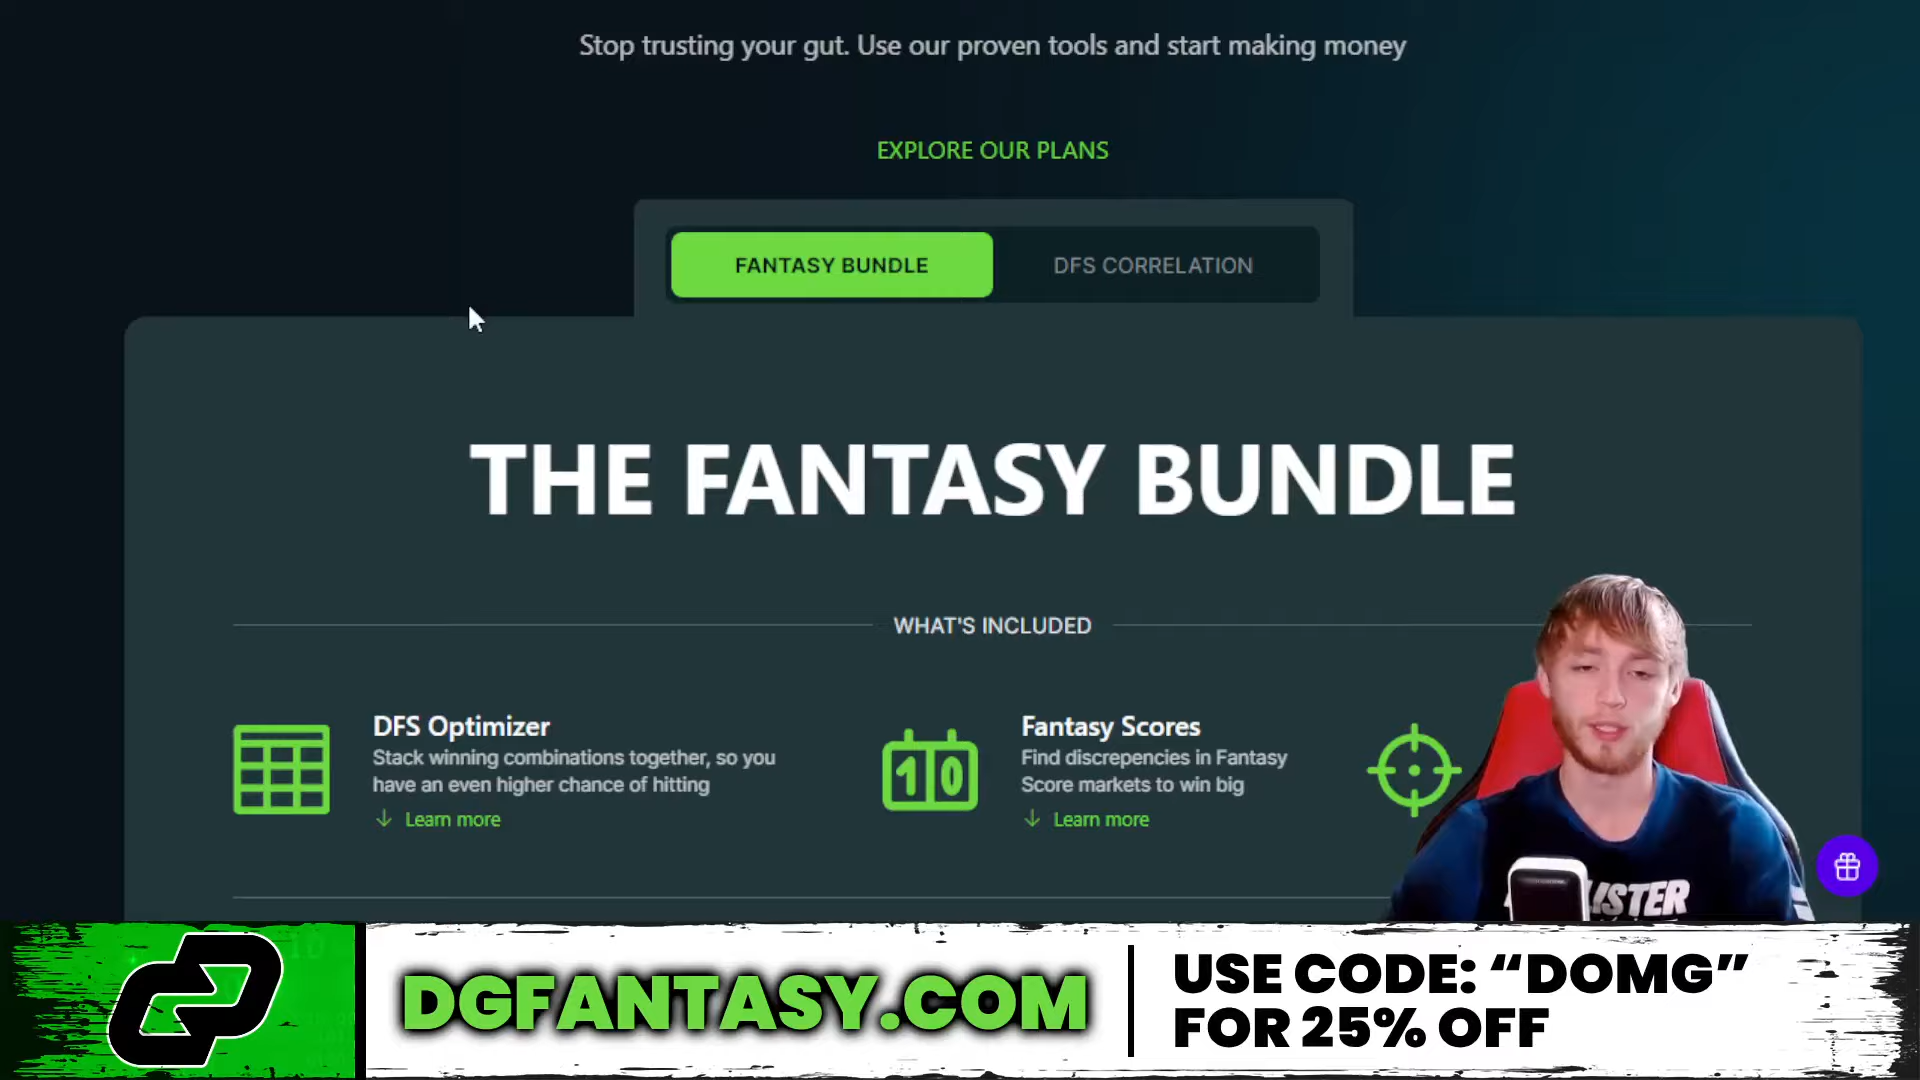 Stop trusting your gut. Use our proven tools and start making money
EXPLORE OUR PLANS
FANTASY BUNDLE
DFS CORRELATION
THE FANTASY BUNDLE
WHAT'S INCLUDED
DFS Optimizer
Stack winning combinations together, so you
have an even higher chance of hitting
Learn more
10
Fantasy Scores
Find discrepancies in Fantasy
Score markets to win big
Learn more
LISTER
DGFANTASY.COM
USE CODE: “DOMG”
FOR 25% OFF